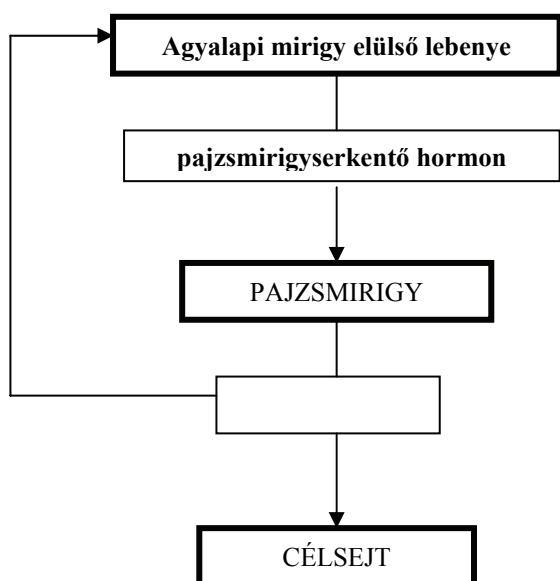 Agyalapi mirigy elülső lebenye
pajzsmirigyserkentő hormon
PAJZSMIRIGY
CÉLSEJT